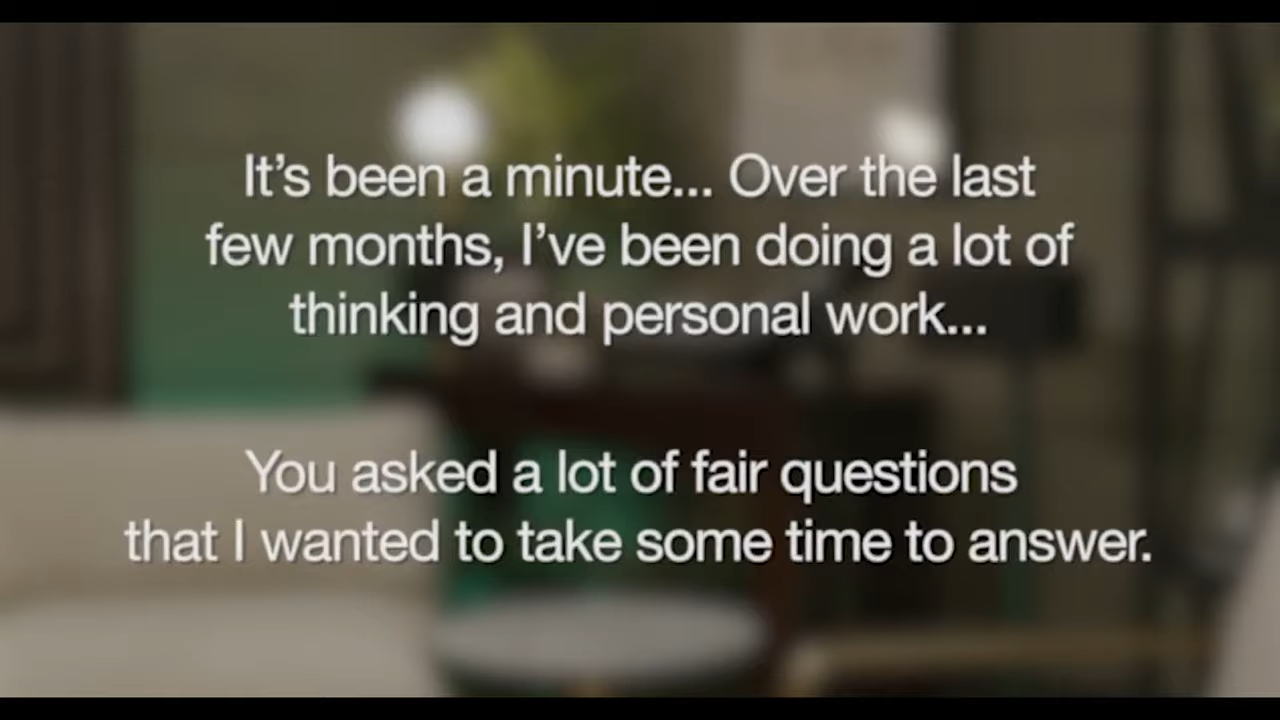 It’s been a minute... Over the last
few months, I’ve been doing a lot of
thinking and personal work...
You asked a lot of fair questions
that I wanted to take some time to answer.